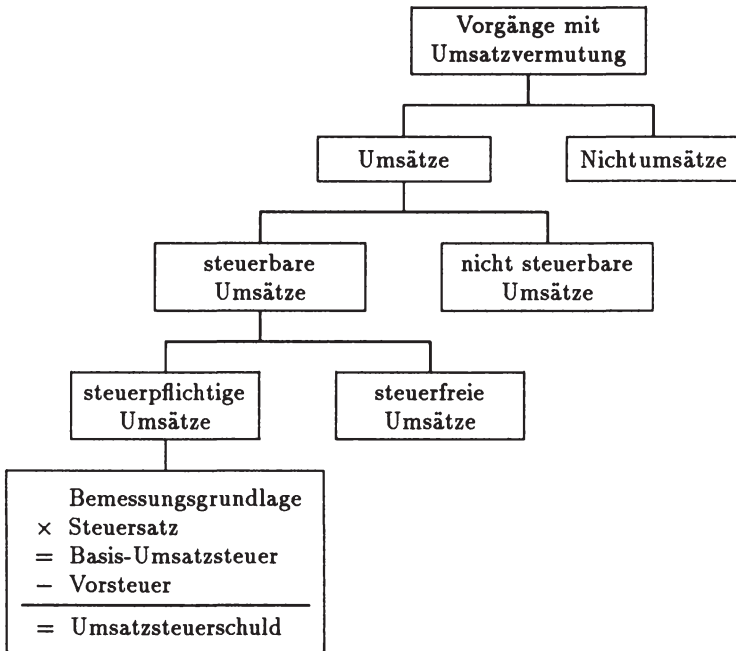 Vorgänge mit
Umsatzvermutung
Umsätze
Nichtumsätze
steuerbare
Umsätze
nicht steuerbare
Umsätze
steuerpflichtige
Umsätze
steuerfreie
Umsätze
Bemessungsgrundlage
× Steuersatz
= Basis-Umsatzsteuer
− Vorsteuer
= Umsatzsteuerschuld